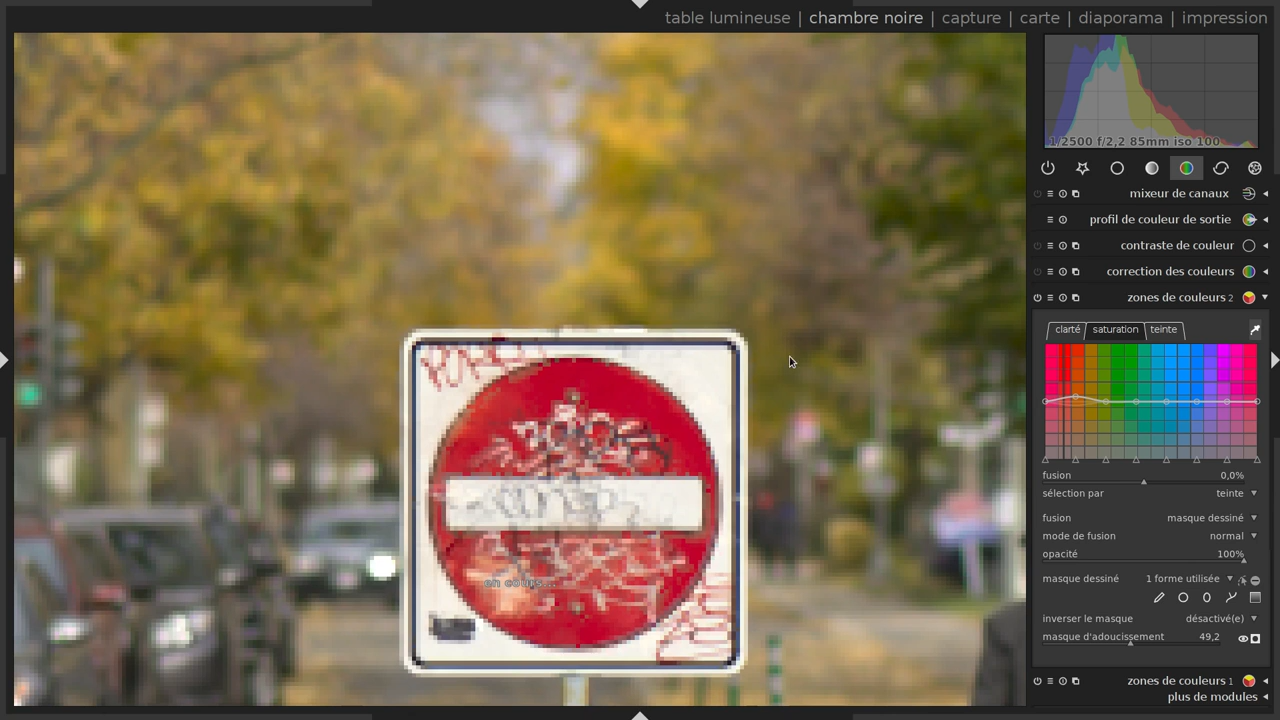 table lumineuse | chambre noire | capture | carte | diaporama | impression
1/2500 f/2,2 85mm iso 100
mixeur de canaux
profil de couleur de sortie
contraste de couleur
correction des couleurs
zones de couleurs 2
clarté saturation teinte
fusion 0,0%
sélection par teinte
fusion masque dessiné
mode de fusion normal
opacité 100%
masque dessiné 1 forme utilisée
inverser le masque désactivé(e)
masque d'adoucissement 49,2
zones de couleurs 1
plus de modules
en cours...